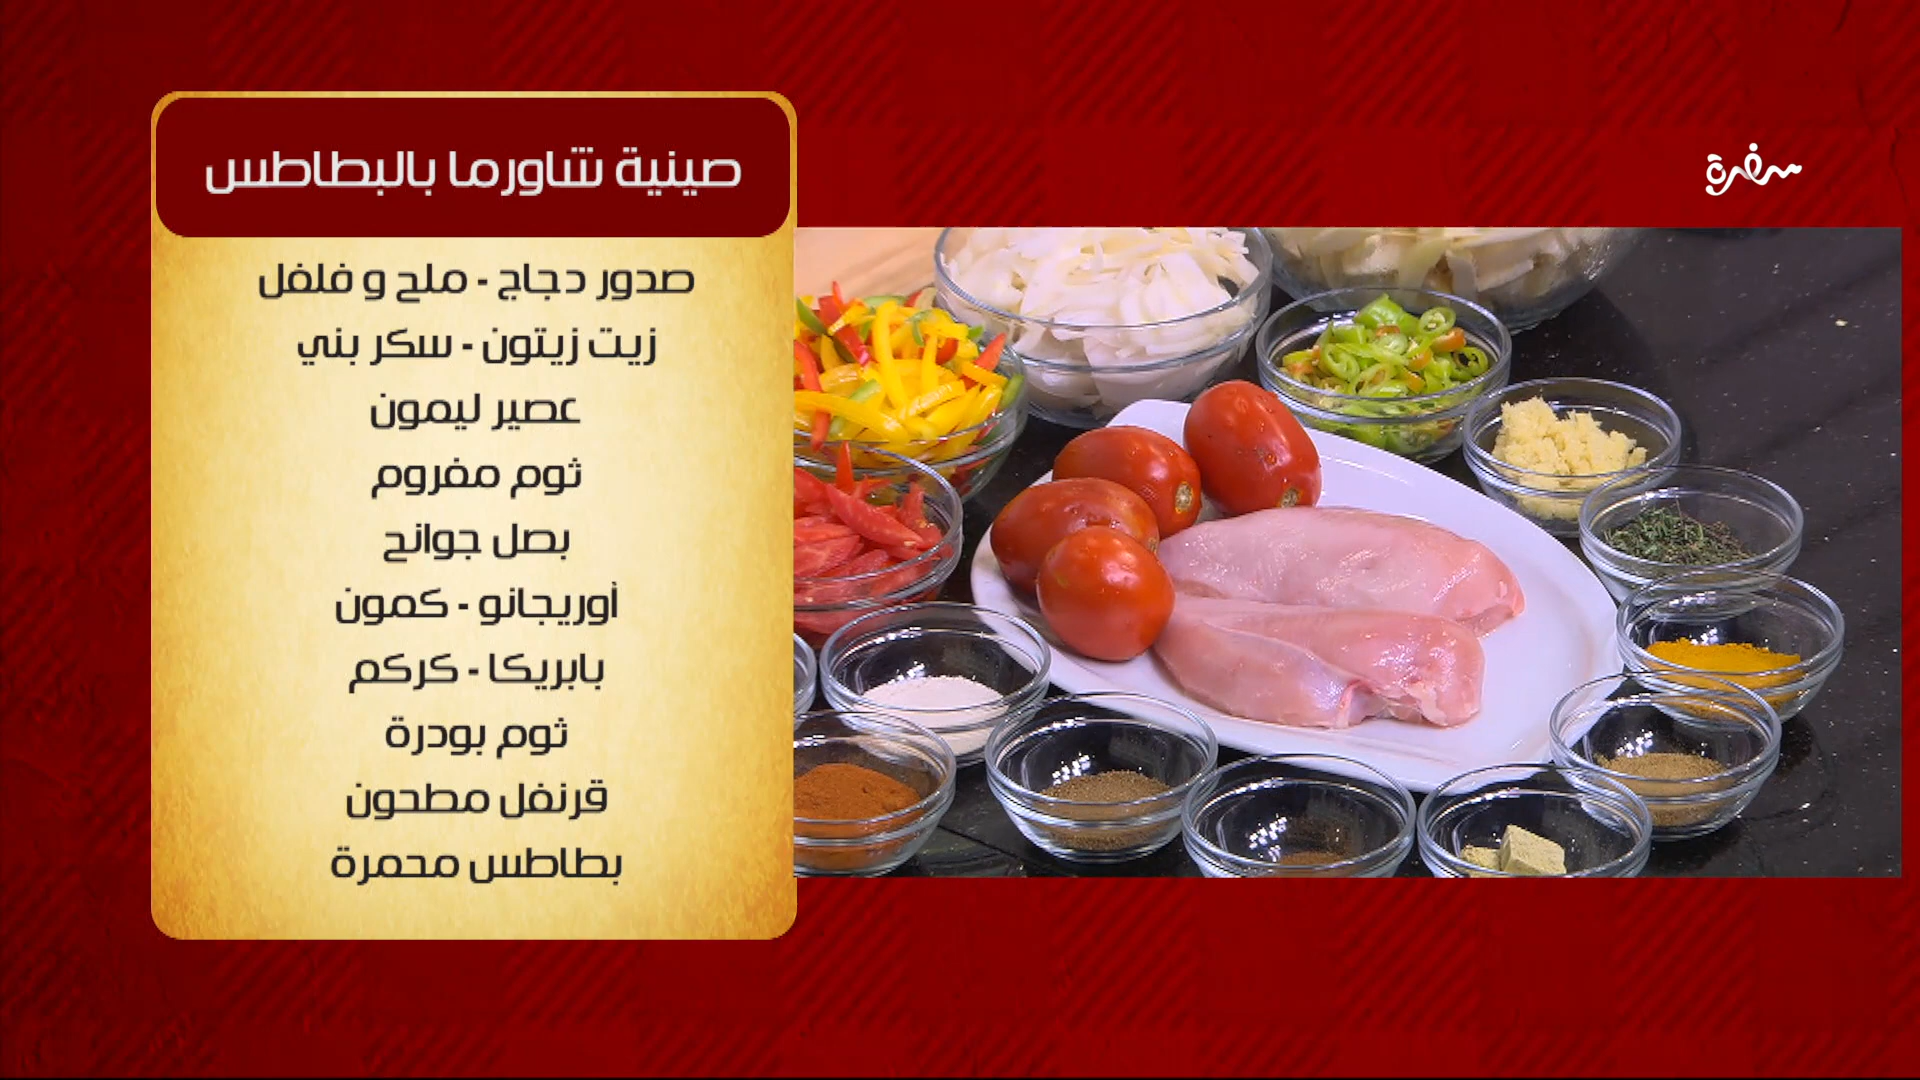 صينية شاورما بالبطاطس
سفرة
صدور دجاج - ملح و فلفل
زيت زيتون - سكر بني
عصير ليمون
ثوم مفروم
بصل جوانح
أوريجانو - كمون
بابريكا - كركم
ثوم بودرة
قرنفل مطحون
بطاطس محمرة